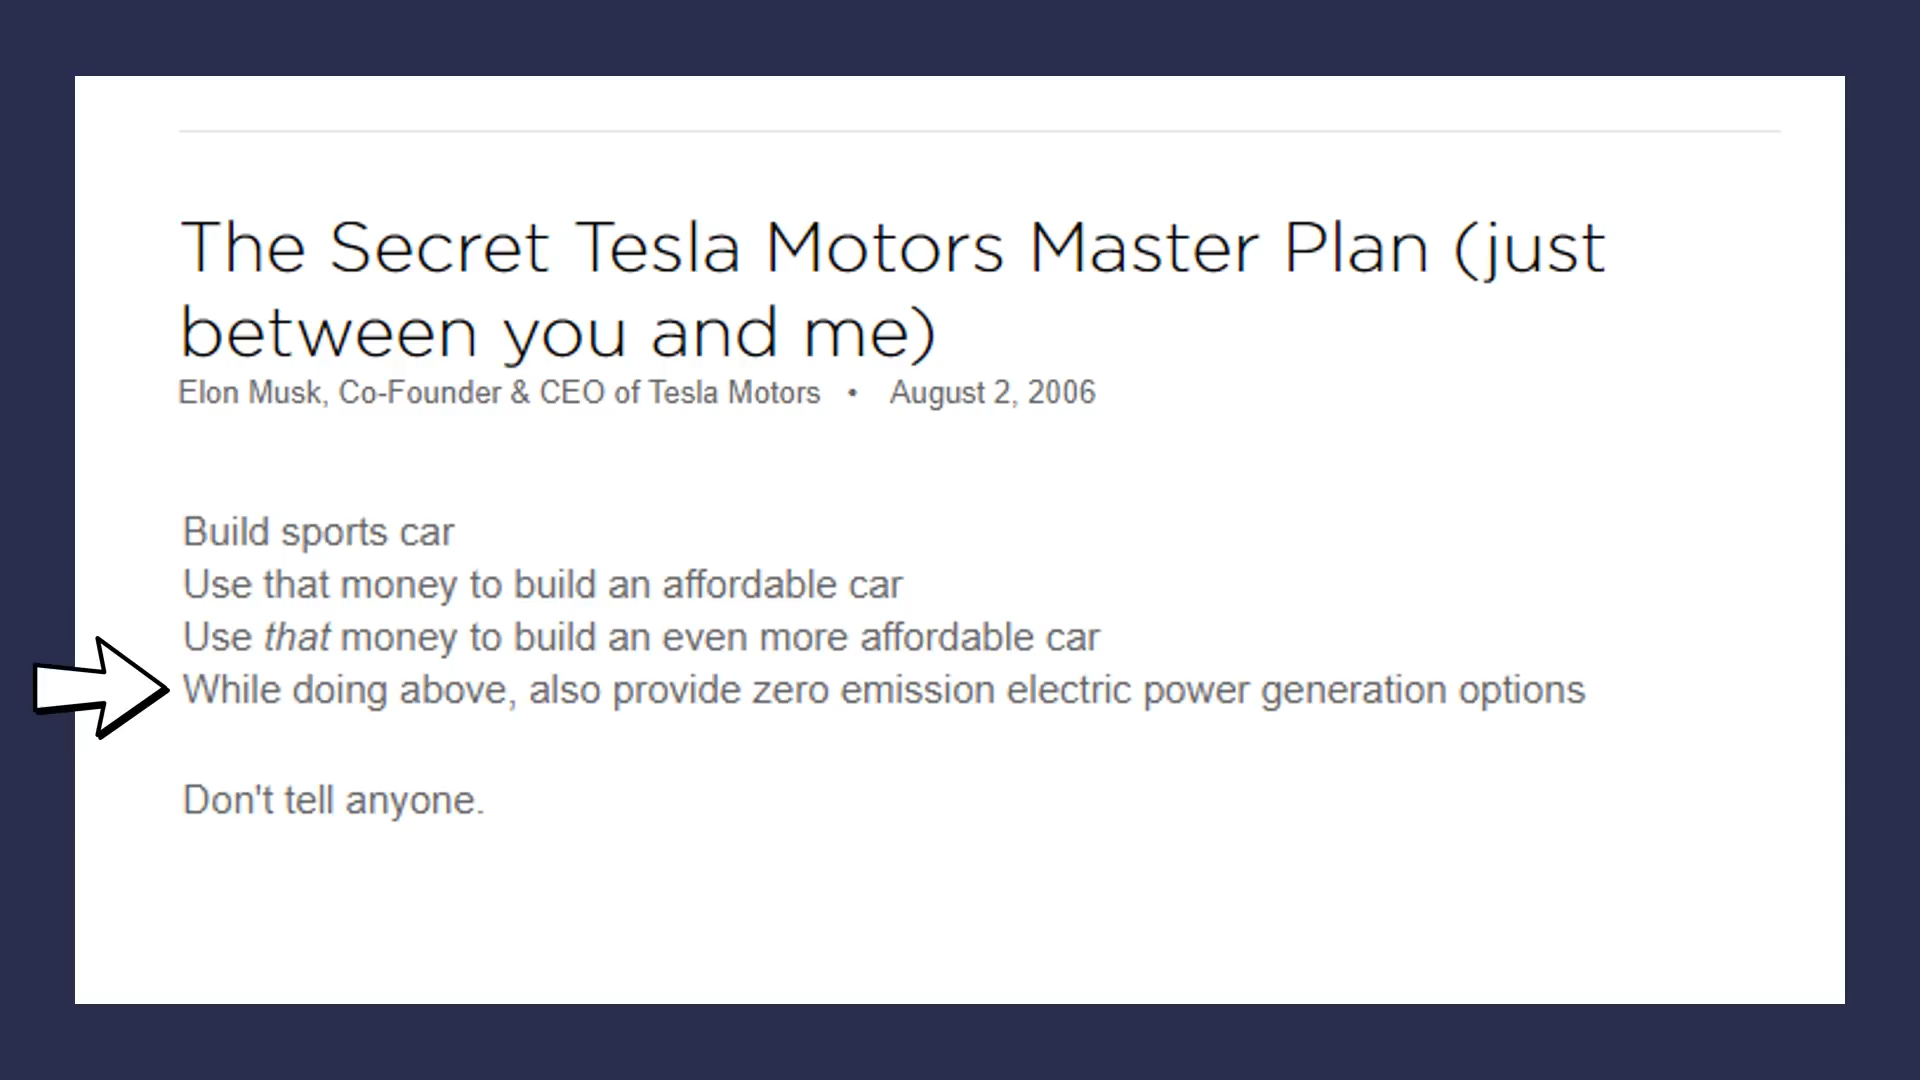 The Secret Tesla Motors Master Plan (just
between you and me)
Elon Musk, Co-Founder & CEO of Tesla Motors • August 2, 2006
Build sports car
Use that money to build an affordable car
Use that money to build an even more affordable car
While doing above, also provide zero emission electric power generation options
Don't tell anyone.